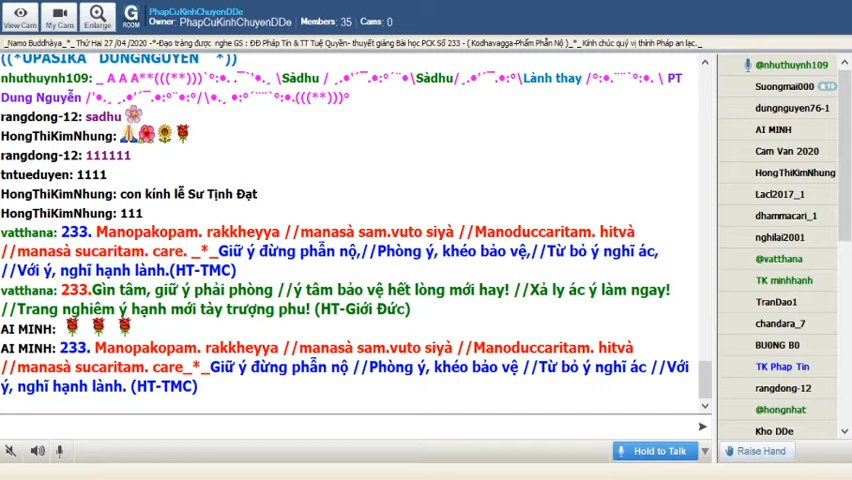 PhapCuKinhChuyenDDe
Owner: PhapCuKinhChuyenDDe Members: 35 Cams: 0
View Cam My Cam Enlarge G ROOM
_Namo Buddhàya_*_ Thứ Hai 27 /04 /2020 -*-Đạo tràng được nghe GS : ĐĐ Pháp Tín & TT Tuệ Quyền- thuyết giảng Bài học PCK Số 233 - ( Kodhavagga-Phẩm Phẫn Nộ )_*_ Kính chúc quý vị thính Pháp an lạc._
((*UPASIKA DUNGNGUYEN *))
nhuthuynh109: _ A A A**(((**)))`°•. .¯`'•., \Sàdhu /,.•'´¯.•°•°´¨`°•\Sàdhu/,.•'´¯.•°•°\Lành thay /°•.¨¨`°•. \ PT
Dung Nguyễn /'•. ,.•'´¯.•°•¨•°•/\•. .•°•´¨¨`°•.(((**)))°
rangdong-12: sadhu
HongThiKimNhung:
rangdong-12: 111111
tntueduyen: 1111
HongThiKimNhung: con kính lễ Sư Tịnh Đạt
HongThiKimNhung: 111
vatthana: 233. Manopakopam. rakkheyya //manasà sam.vuto siyà //Manoduccaritam. hitvà
//manasà sucaritam. care. _*_Giữ ý đừng phẫn nộ,//Phòng ý, khéo bảo vệ,//Từ bỏ ý nghĩ ác,
//Với ý, nghĩ hạnh lành.(HT-TMC)
vatthana: 233.Gìn tâm, giữ ý phải phòng //ý tâm bảo vệ hết lòng mới hay! //Xả ly ác ý làm ngay!
//Trang nghiêm ý hạnh mới tày trượng phu! (HT-Giới Đức)
AI MINH:
AI MINH: 233. Manopakopam. rakkheyya //manasà sam.vuto siyà //Manoduccaritam. hitvà
//manasà sucaritam. care_*_Giữ ý đừng phẫn nộ //Phòng ý, khéo bảo vệ //Từ bỏ ý nghĩ ác //Với
ý, nghĩ hạnh lành. (HT-TMC)
Hold to Talk
@nhuthuynh109
Suongmai000 10
dungnguyen76-1
AI MINH
Cam Van 2020
HongThiKimNhung
Lacl2017_1
dhammacari_1
nghilai2001
@vatthana
TK minhhanh
TranDao1
chandara_7
BU0NG B0
TK Phap Tin
rangdong-12
@hongnhat
Kho DDe
Raise Hand